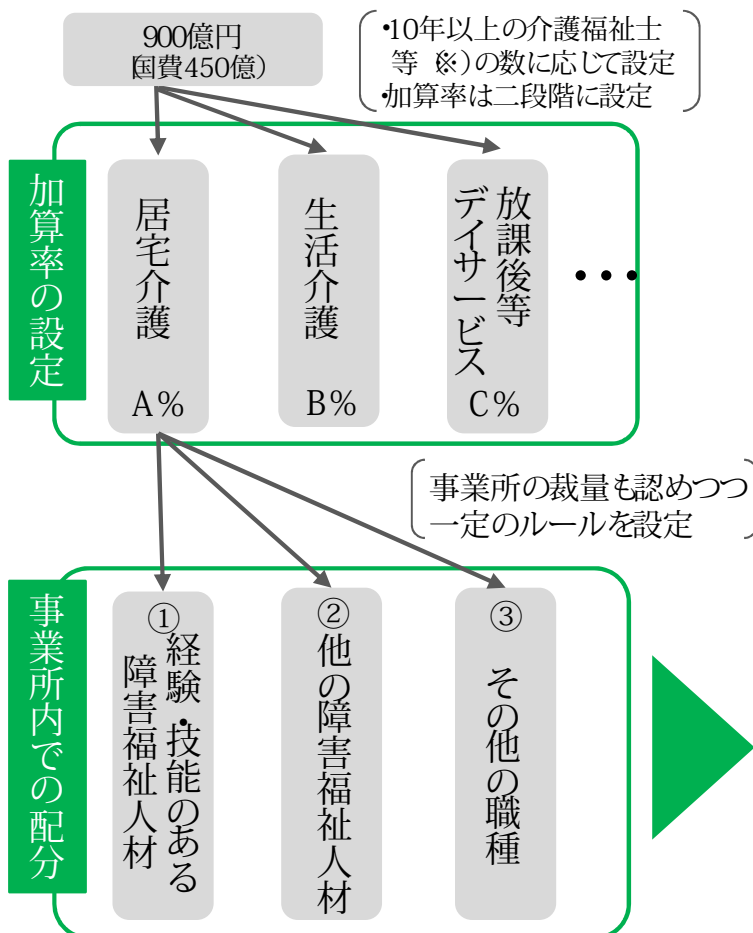 900億円
(国費450億)
・10年以上の介護福祉士
等（※）の数に応じて設定
・加算率は二段階に設定
加算率の設定
居宅介護
A%
生活介護
B%
放課後等
デイサービス
C%
・・・
事業所の裁量も認めつつ
一定のルールを設定
事業所内での配分
①
経験・技能のある
障害福祉人材
②
他の障害福祉人材
③
その他の職種